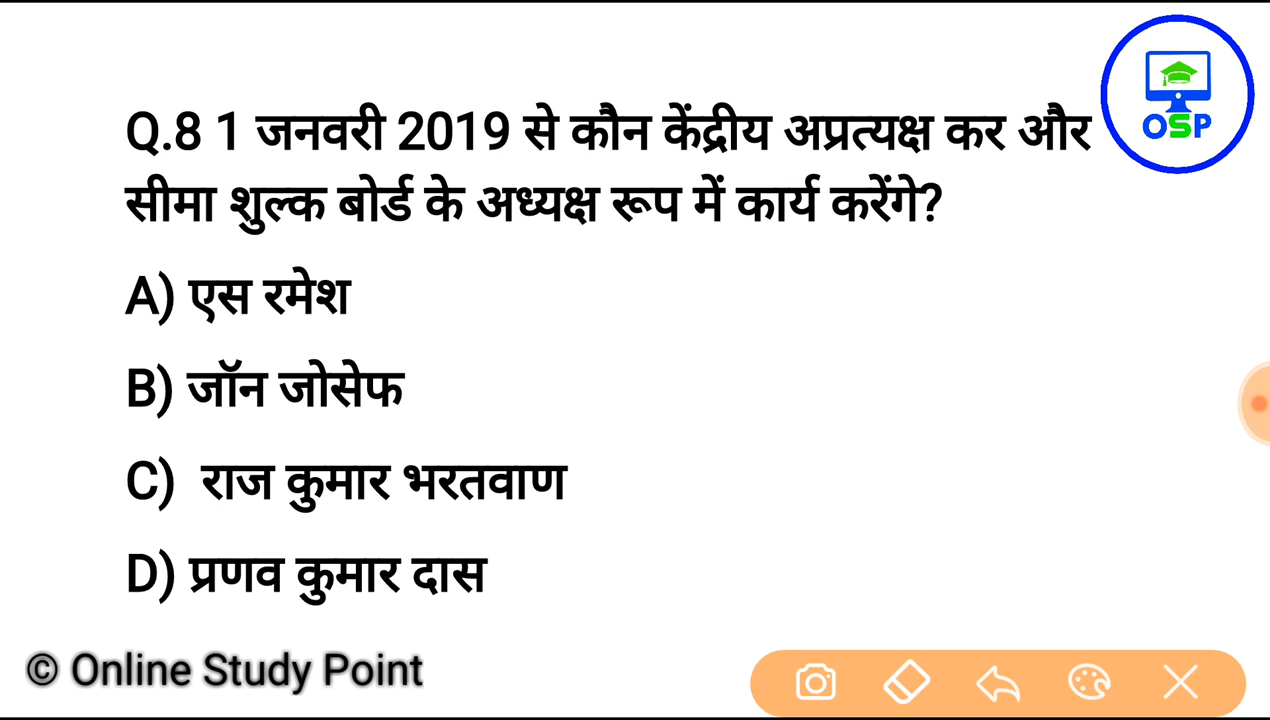 Q.8 1 जनवरी 2019 से कौन केंद्रीय अप्रत्यक्ष कर और
सीमा शुल्क बोर्ड के अध्यक्ष रूप में कार्य करेंगे?
A) एस रमेश
B) जॉन जोसेफ
C) राज कुमार भरतवाण
D) प्रणव कुमार दास
OSP
© Online Study Point